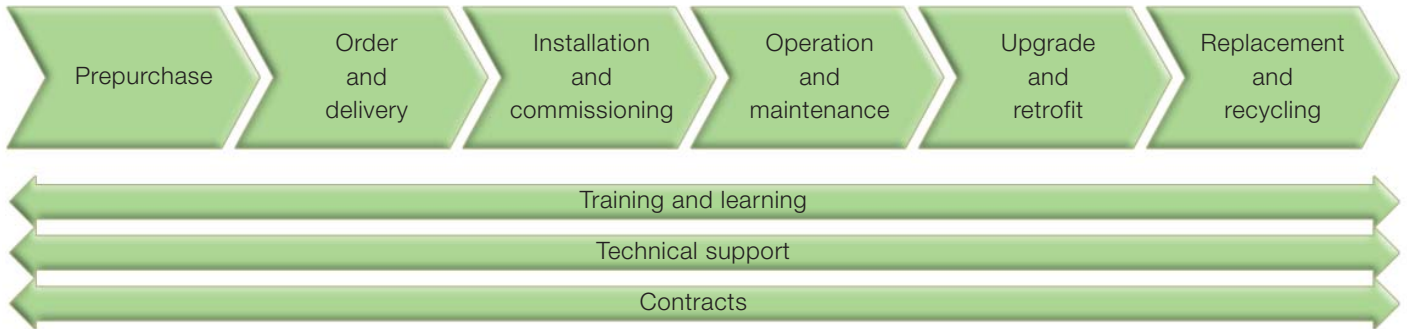 Prepurchase
Order
and
delivery
Installation
and
commissioning
Operation
and
maintenance
Upgrade
and
retrofit
Replacement
and
recycling
Training and learning
Technical support
Contracts